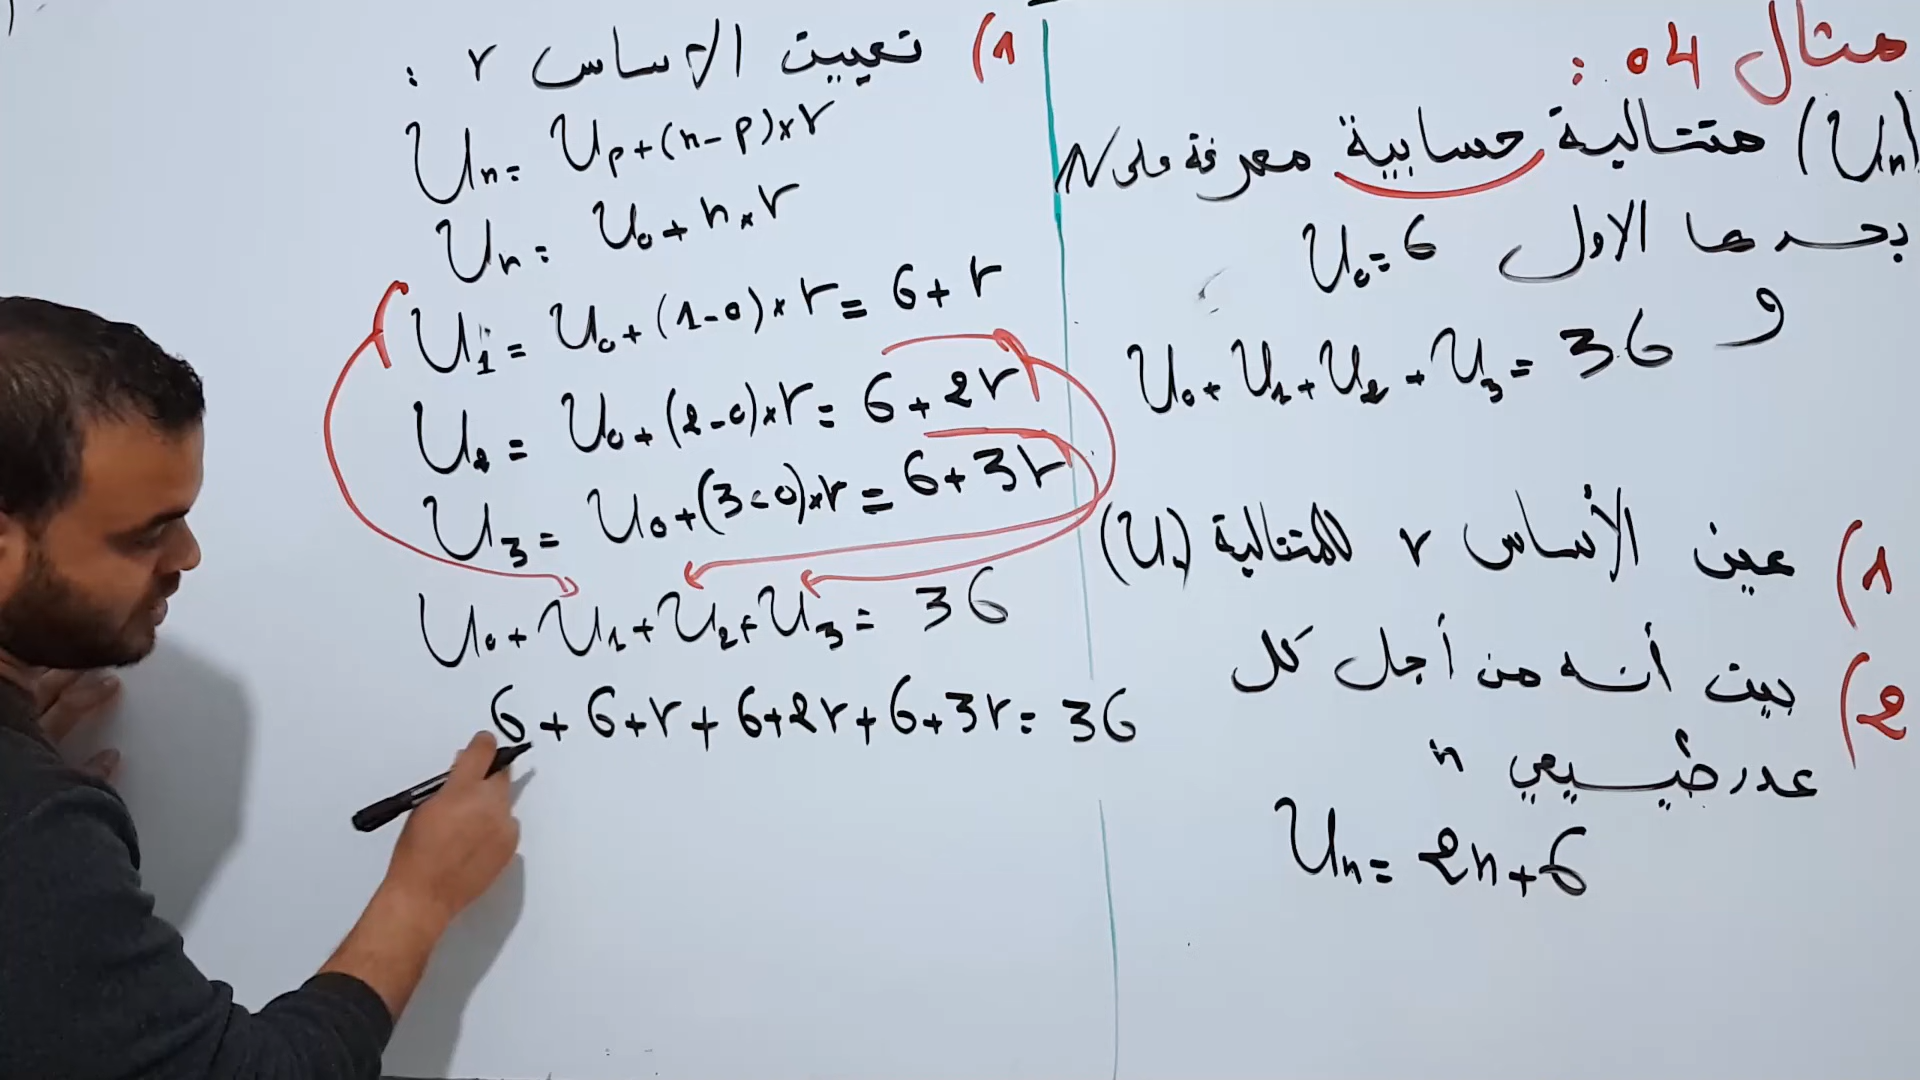 مثال 04 :
(Un) متتالية حسابية معرفة على N
بحدها الاول U0 = 6
و
U0 + U1 + U2 + U3 = 36
1) عين الأساس r للمتتالية (Un)
2) بين أنه من أجل كل
عدد طبيعي n
Un = 2n + 6
1) تعيين الاساس r :
Un = Up + (n - p) × r
Un = U0 + n × r
U1 = U0 + (1 - 0) × r = 6 + r
U2 = U0 + (2 - 0) × r = 6 + 2r
U3 = U0 + (3 - 0) × r = 6 + 3r
U0 + U1 + U2 + U3 = 36
6 + 6 + r + 6 + 2r + 6 + 3r = 36